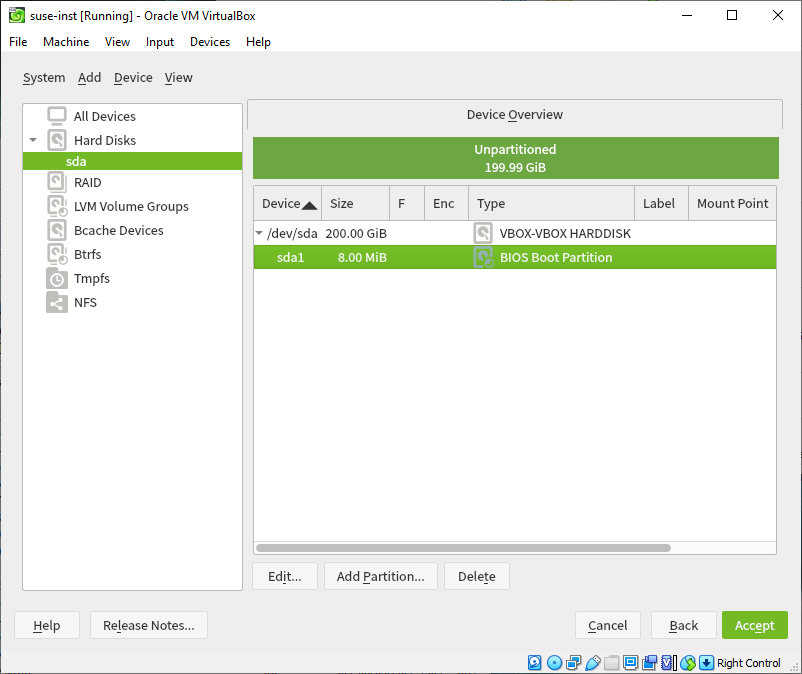 suse-inst [Running] - Oracle VM VirtualBox
File Machine View Input Devices Help
System Add Device View
All Devices
Hard Disks
sda
RAID
LVM Volume Groups
Bcache Devices
Btrfs
Tmpfs
NFS
Device Overview
Unpartitioned
199.99 GiB
Device Size F Enc Type Label Mount Point
/dev/sda 200.00 GiB VBOX-VBOX HARDDISK
sda1 8.00 MiB BIOS Boot Partition
Edit... Add Partition... Delete
Help Release Notes... Cancel Back Accept
Right Control